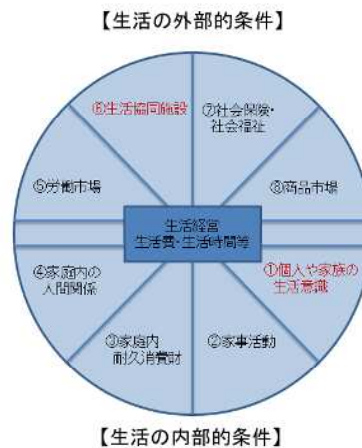 【生活の外部的条件】
⑥生活協同施設
⑦社会保険・
社会福祉
⑤労働市場
⑧商品市場
生活経営
生活費・生活時間等
④家庭内の
人間関係
①個人や家族の
生活意識
③家庭内
耐久消費財
②家事活動
【生活の内部的条件】